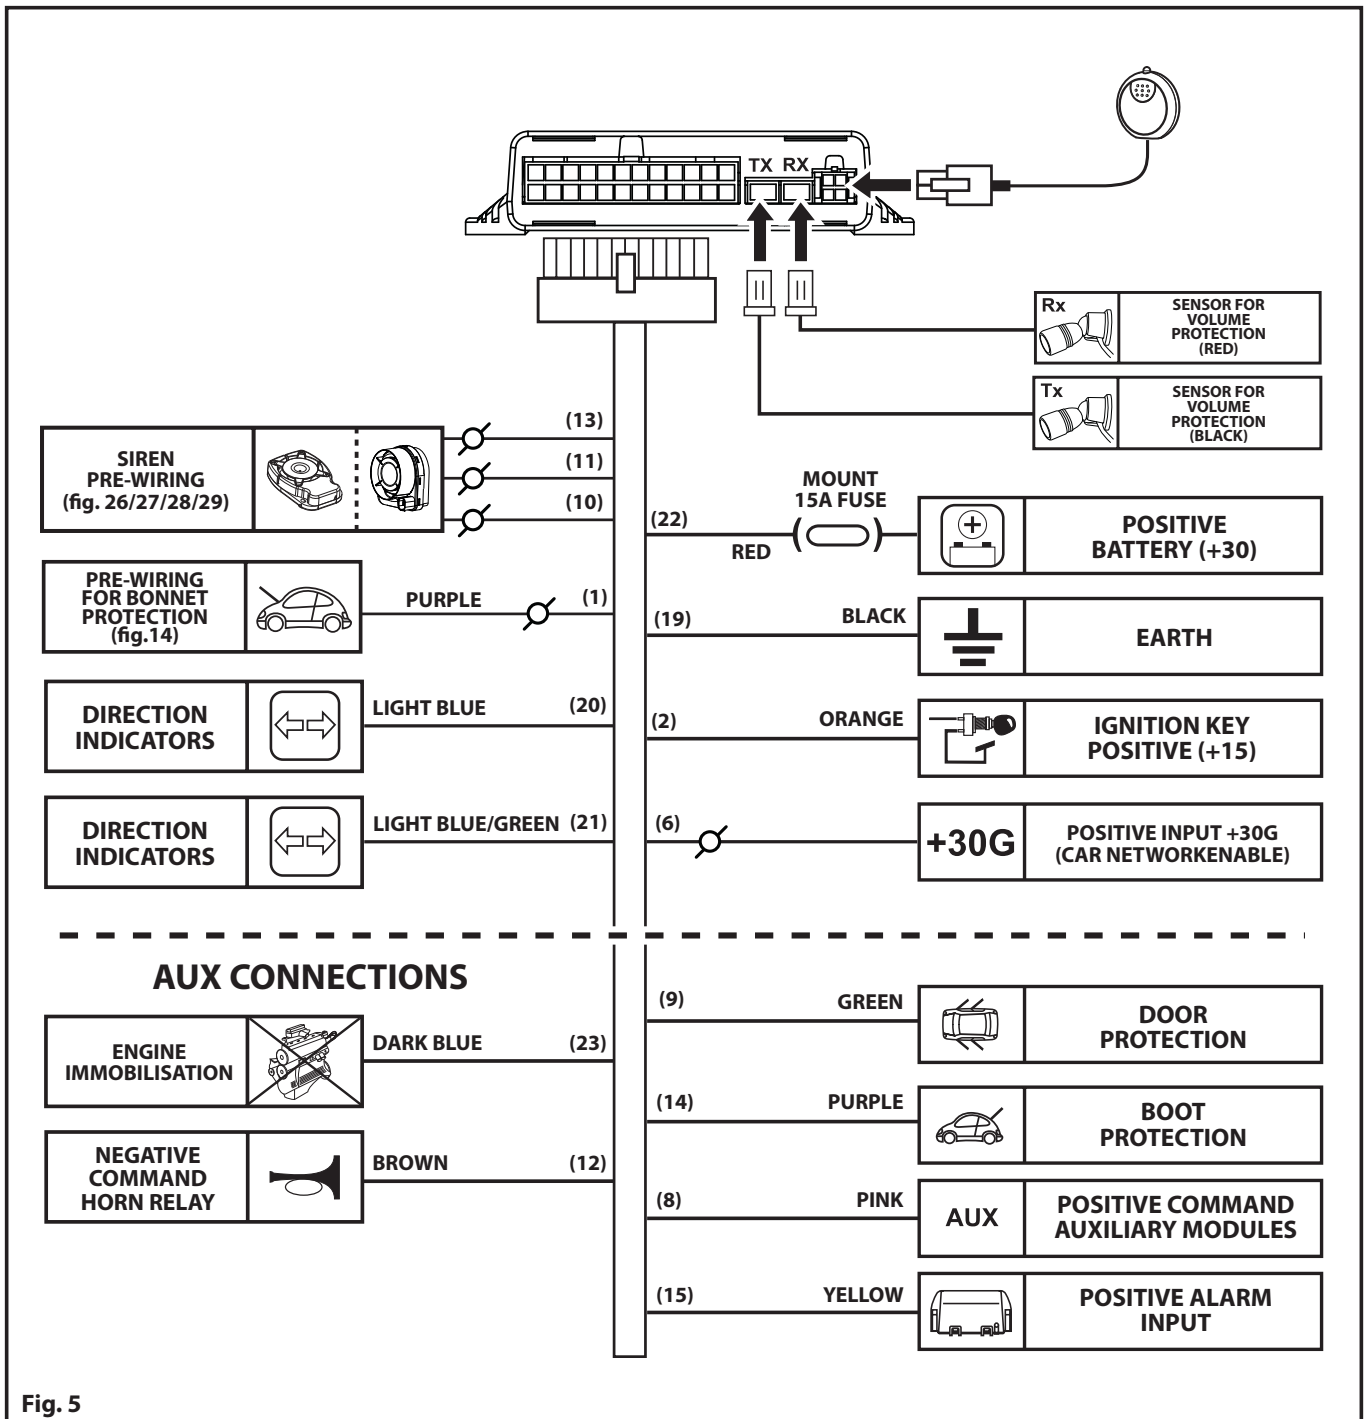 TX RX
Rx
SENSOR FOR
VOLUME
PROTECTION
(RED)
Tx
SENSOR FOR
VOLUME
PROTECTION
(BLACK)
SIREN
PRE-WIRING
(fig. 26/27/28/29)
(13)
(11)
(10)
(22)
RED
MOUNT
15A FUSE
POSITIVE
BATTERY (+30)
PRE-WIRING
FOR BONNET
PROTECTION
(fig.14)
PURPLE
(1)
(19)
BLACK
EARTH
DIRECTION
INDICATORS
LIGHT BLUE
(20)
(2)
ORANGE
IGNITION KEY
POSITIVE (+15)
DIRECTION
INDICATORS
LIGHT BLUE/GREEN (21)
(6)
+30G
POSITIVE INPUT +30G
(CAR NETWORKENABLE)
AUX CONNECTIONS
ENGINE
IMMOBILISATION
DARK BLUE
(23)
NEGATIVE
COMMAND
HORN RELAY
BROWN
(12)
(9)
GREEN
DOOR
PROTECTION
(14)
PURPLE
BOOT
PROTECTION
(8)
PINK
AUX
POSITIVE COMMAND
AUXILIARY MODULES
(15)
YELLOW
POSITIVE ALARM
INPUT
Fig. 5